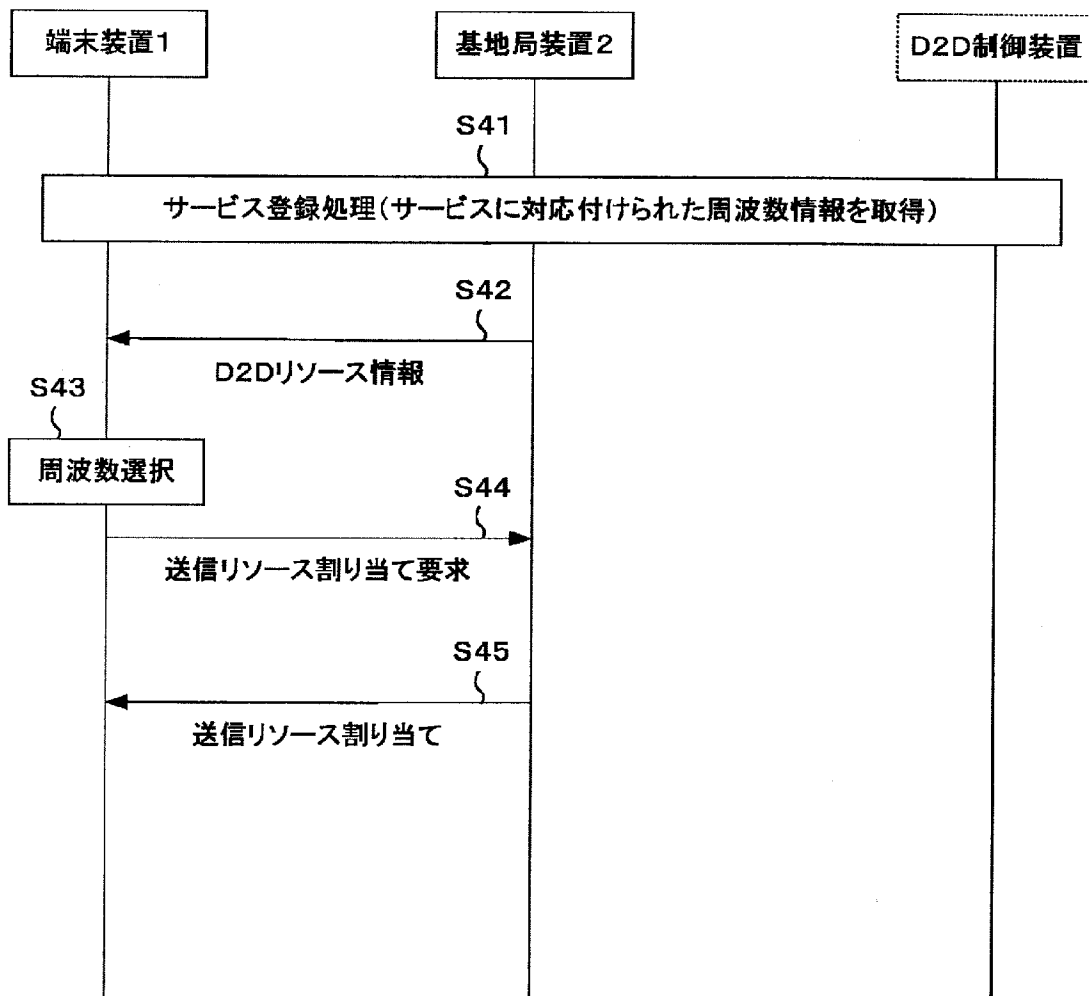 端末装置1
基地局装置2
D2D制御装置
S41
サービス登録処理(サービスに対応付けられた周波数情報を取得)
S42
D2Dリソース情報
S43
周波数選択
S44
送信リソース割り当て要求
S45
送信リソース割り当て